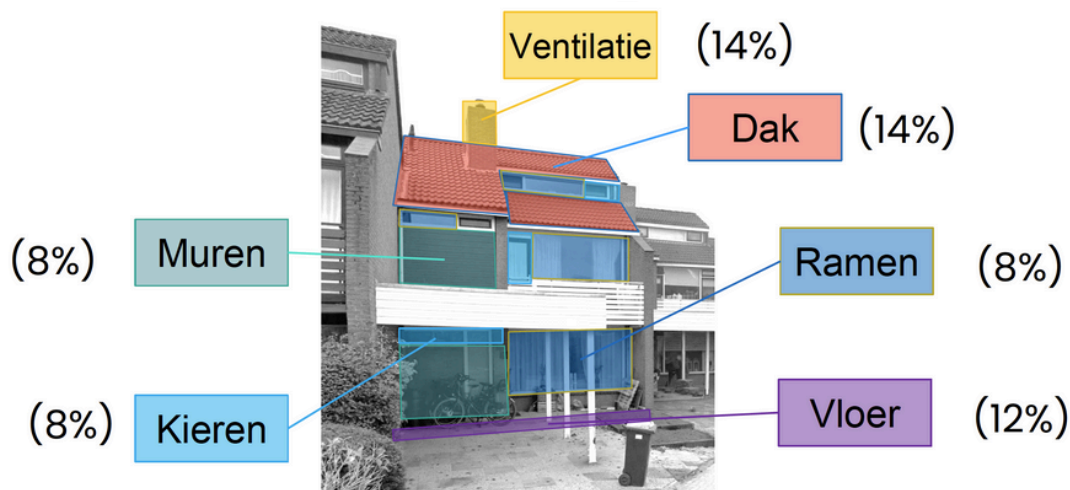 Ventilatie (14%)
Dak (14%)
(8%) Muren
Ramen (8%)
(8%) Kieren
Vloer (12%)